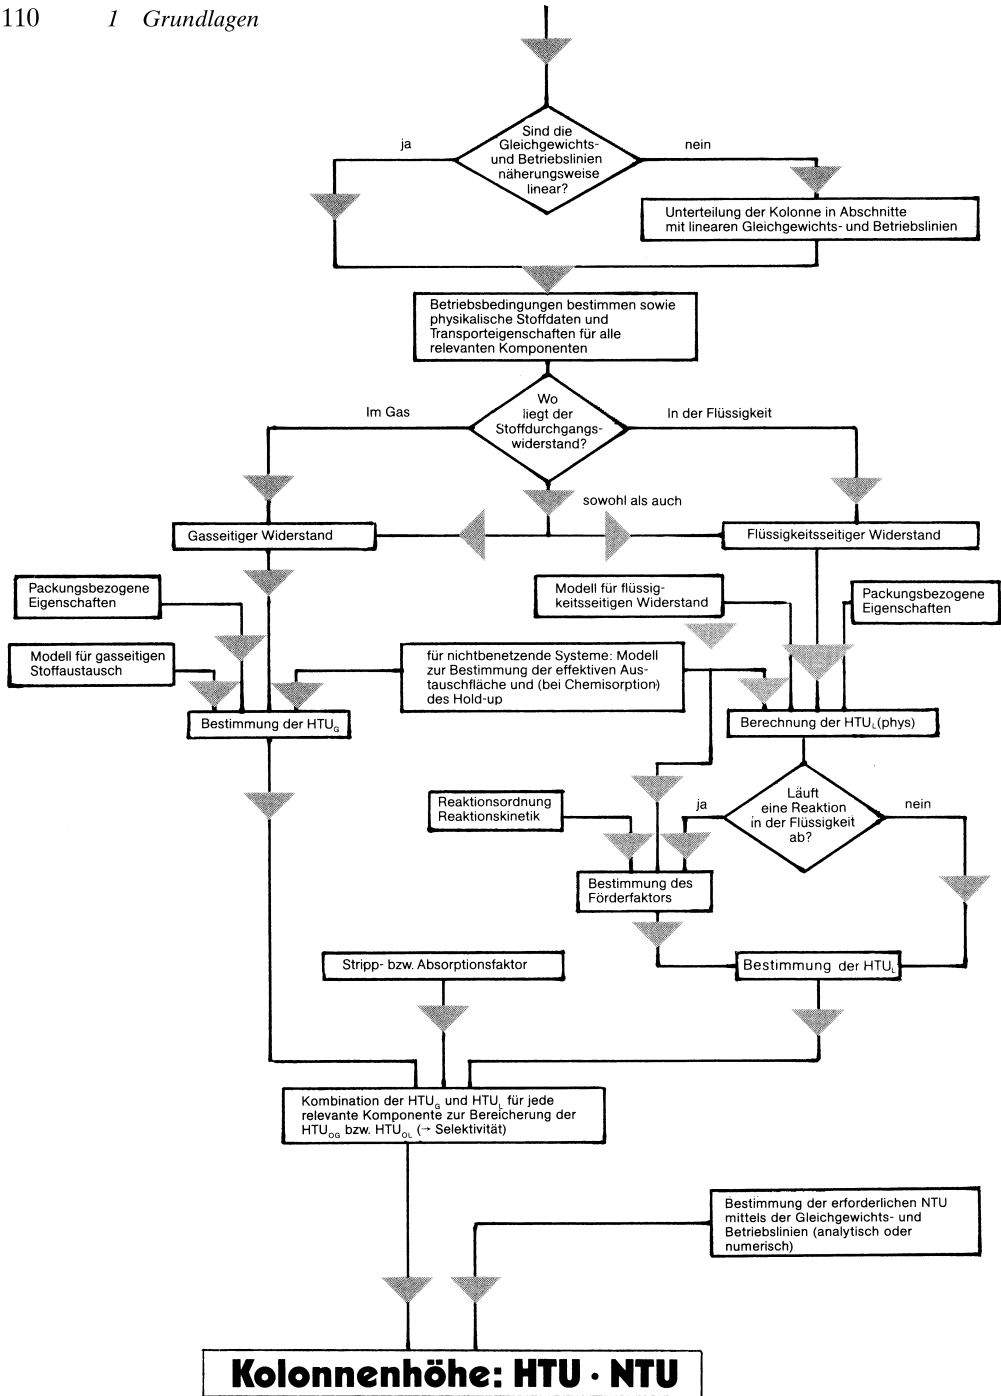 110 1 Grundlagen
Sind die
Gleichgewichts-
und Betriebslinien
näherungsweise
linear?
ja
nein
Unterteilung der Kolonne in Abschnitte
mit linearen Gleichgewichts- und Betriebslinien
Betriebsbedingungen bestimmen sowie
physikalische Stoffdaten und
Transporteigenschaften für alle
relevanten Komponenten
Wo
liegt der
Stoffdurchgangs-
widerstand?
Im Gas
In der Flüssigkeit
sowohl als auch
Gasseitiger Widerstand
Flüssigkeitsseitiger Widerstand
Packungsbezogene
Eigenschaften
Modell für flüssig-
keitsseitigen Widerstand
Packungsbezogene
Eigenschaften
Modell für gasseitigen
Stoffaustausch
für nichtbenetzende Systeme: Modell
zur Bestimmung der effektiven Aus-
tauschfläche und (bei Chemisorption)
des Hold-up
Bestimmung der HTU_G
Berechnung der HTU_L(phys)
Reaktionsordnung
Reaktionskinetik
ja
Läuft
eine Reaktion
in der Flüssigkeit
ab?
nein
Bestimmung des
Förderfaktors
Stripp- bzw. Absorptionsfaktor
Bestimmung der HTU_L
Kombination der HTU_G und HTU_L für jede
relevante Komponente zur Bereicherung der
HTU_OG bzw. HTU_OL (→ Selektivität)
Bestimmung der erforderlichen NTU
mittels der Gleichgewichts- und
Betriebslinien (analytisch oder
numerisch)
Kolonnenhöhe: HTU · NTU